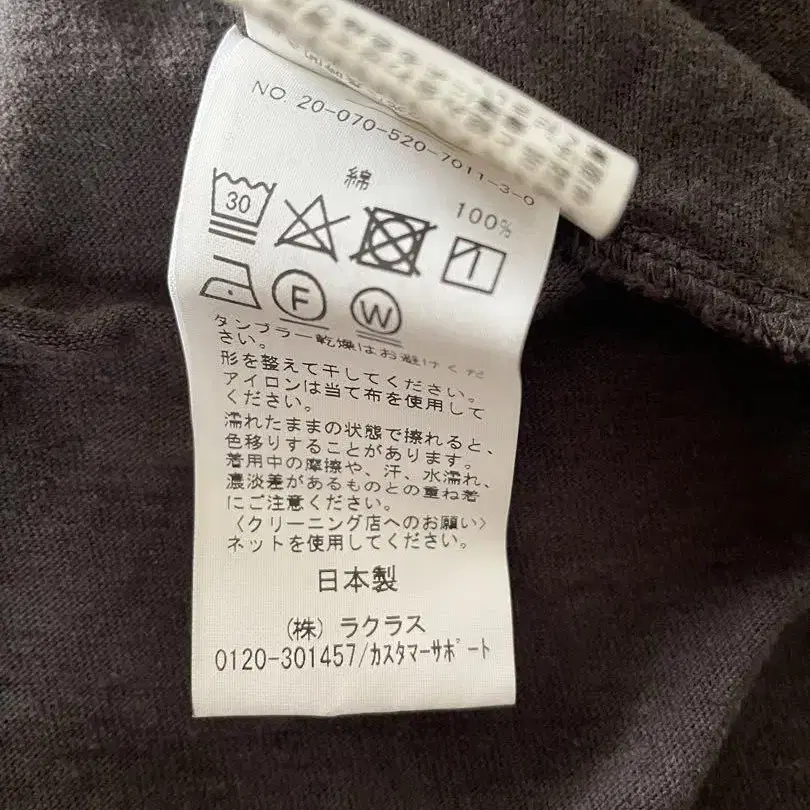 NO. 20-070-520-7011-3-0
綿
100%
30
F
W
タンブラー乾燥はお避けくだ
さい。
形を整えて干してください。
アイロンは当て布を使用して
ください。
濡れたままの状態で擦れると、
色移りすることがあります。
着用中の摩擦や、汗、水濡れ、
濃淡差があるものとの重ね着
にご注意ください。
〈クリーニング店へのお願い〉
ネットを使用してください。
日本製
(株) ラクラス
0120-301457/カスタマーサポート